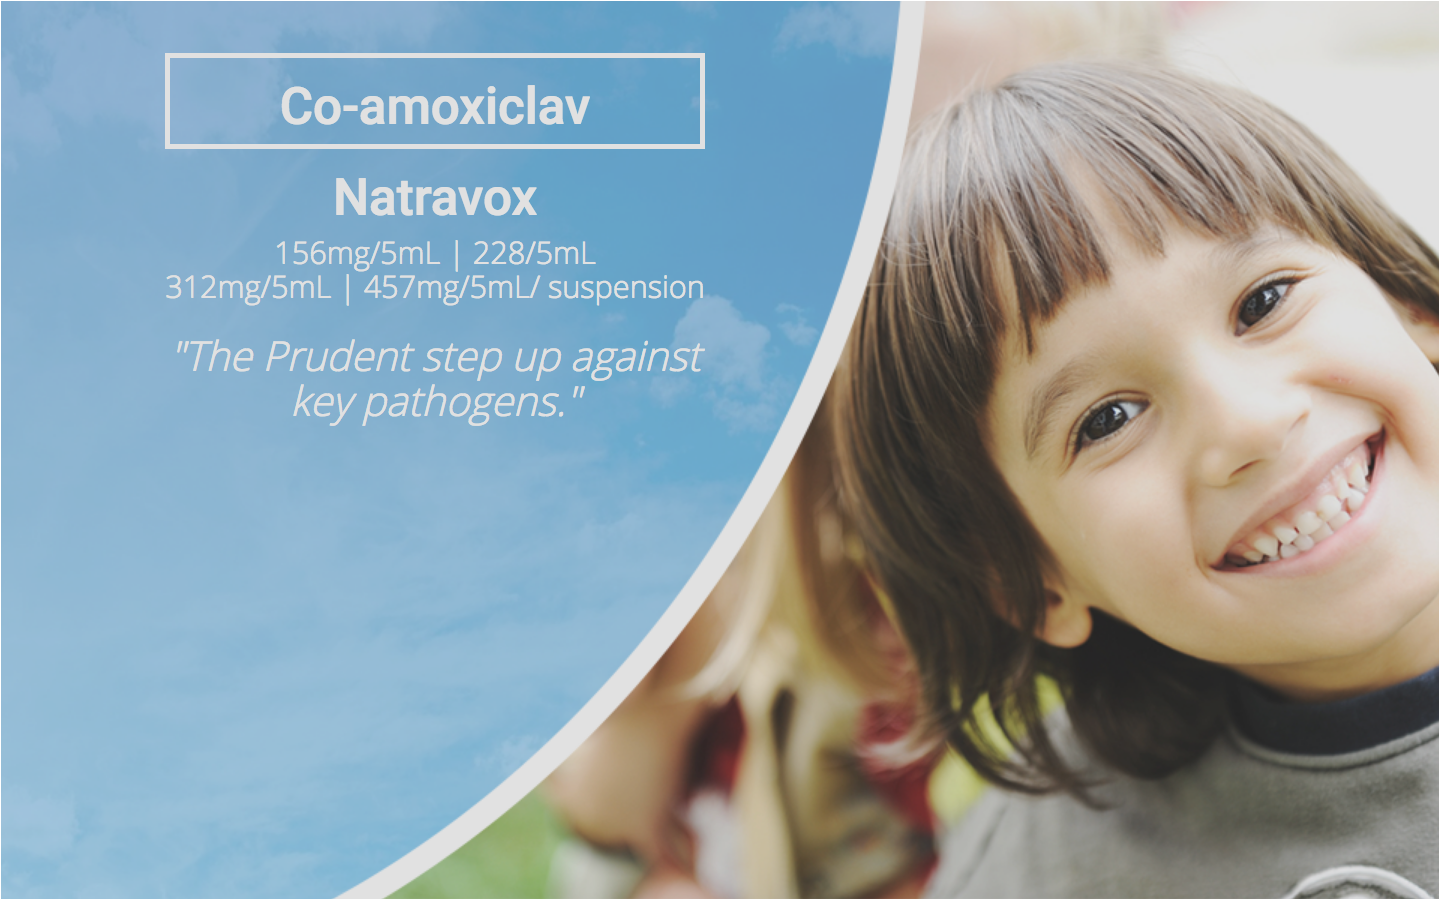 Co-amoxiclav
Natravox
156mg/5mL | 228/5mL
312mg/5mL | 457mg/5mL/ suspension
"The Prudent step up against
key pathogens."